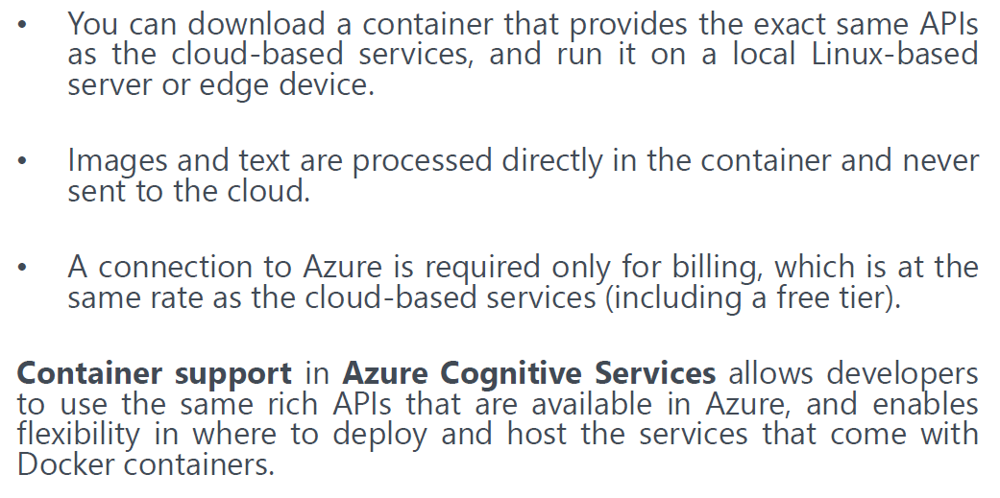 • You can download a container that provides the exact same APIs
as the cloud-based services, and run it on a local Linux-based
server or edge device.
• Images and text are processed directly in the container and never
sent to the cloud.
• A connection to Azure is required only for billing, which is at the
same rate as the cloud-based services (including a free tier).
Container support in Azure Cognitive Services allows developers
to use the same rich APIs that are available in Azure, and enables
flexibility in where to deploy and host the services that come with
Docker containers.